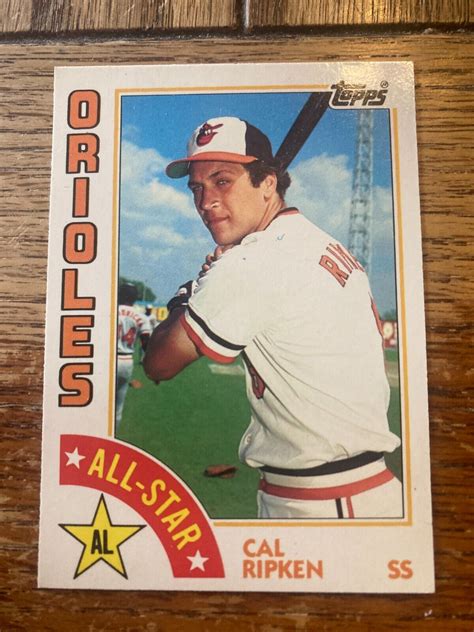 Topps
ORIOLES
ALL-STAR
AL
CAL
RIPKEN
SS